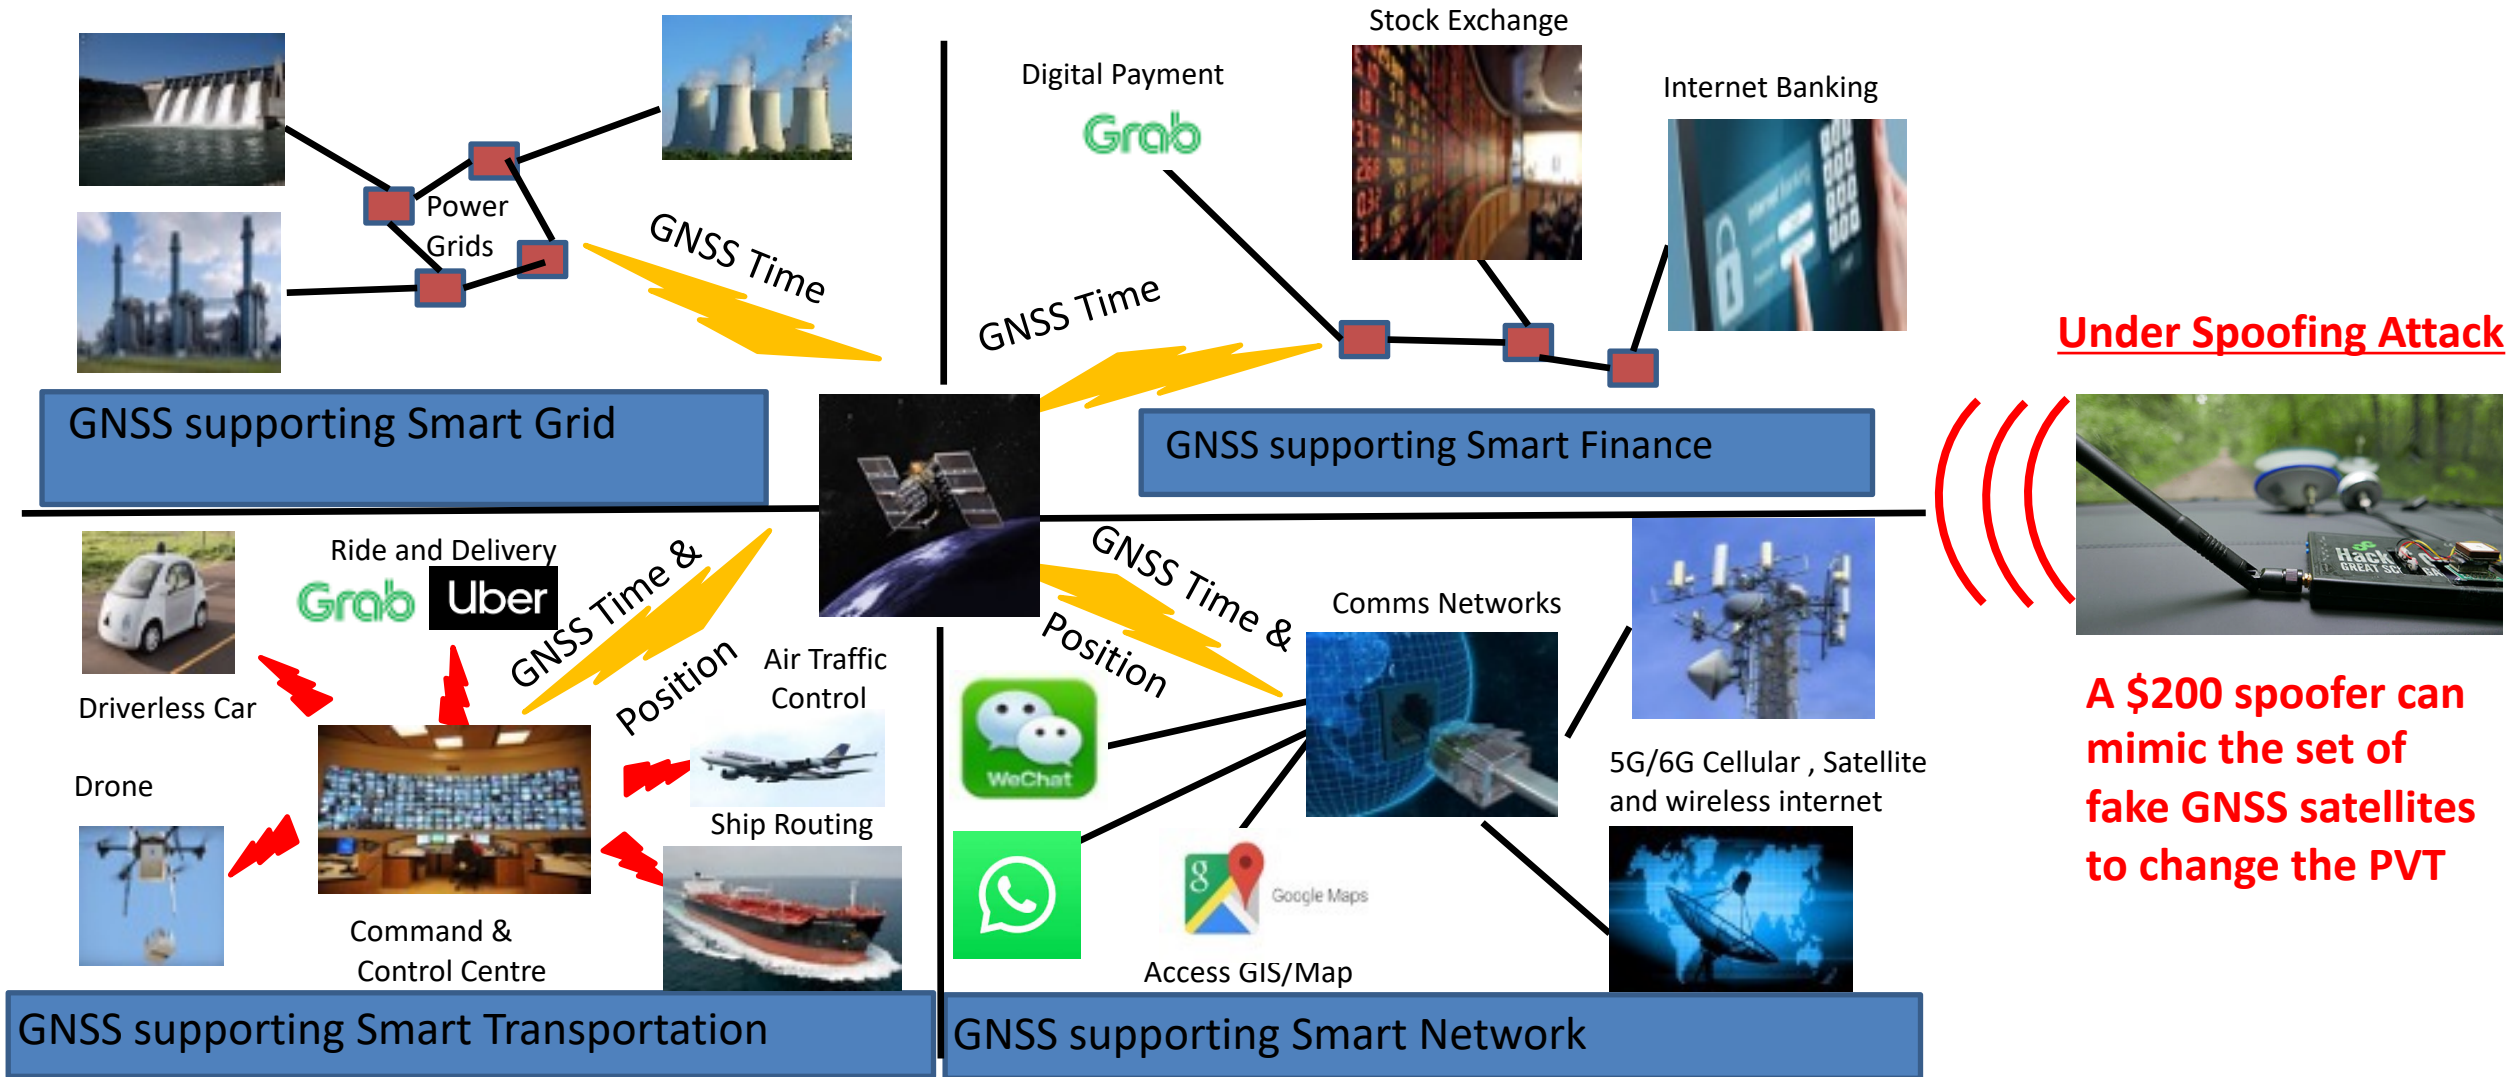 Power
Grids
GNSS Time
GNSS supporting Smart Grid
Stock Exchange
Digital Payment
Grab
Internet Banking
GNSS Time
GNSS supporting Smart Finance
Under Spoofing Attack
A $200 spoofer can
mimic the set of
fake GNSS satellites
to change the PVT
Ride and Delivery
Grab
Uber
GNSS Time &
Position
Driverless Car
Air Traffic
Control
Drone
Ship Routing
Command &
Control Centre
GNSS supporting Smart Transportation
GNSS Time &
Position
Comms Networks
WeChat
5G/6G Cellular , Satellite
and wireless internet
Google Maps
Access GIS/Map
GNSS supporting Smart Network